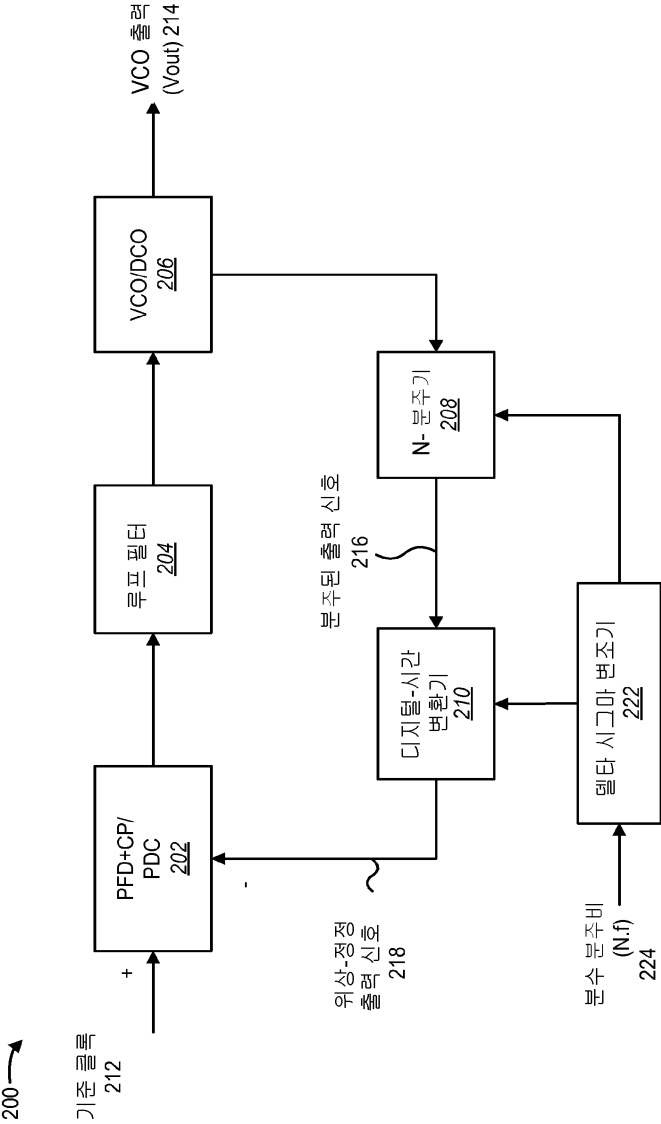 200
기준 클록
212
+
PFD+CP/
PDC
202
루프 필터
204
VCO/DCO
206
VCO 출력
(Vout) 214
-
위상-정정
출력 신호
218
디지털-시간
변환기
210
분주된 출력 신호
216
N- 분주기
208
분수 분주비
(N.f)
224
델타 시그마 변조기
222